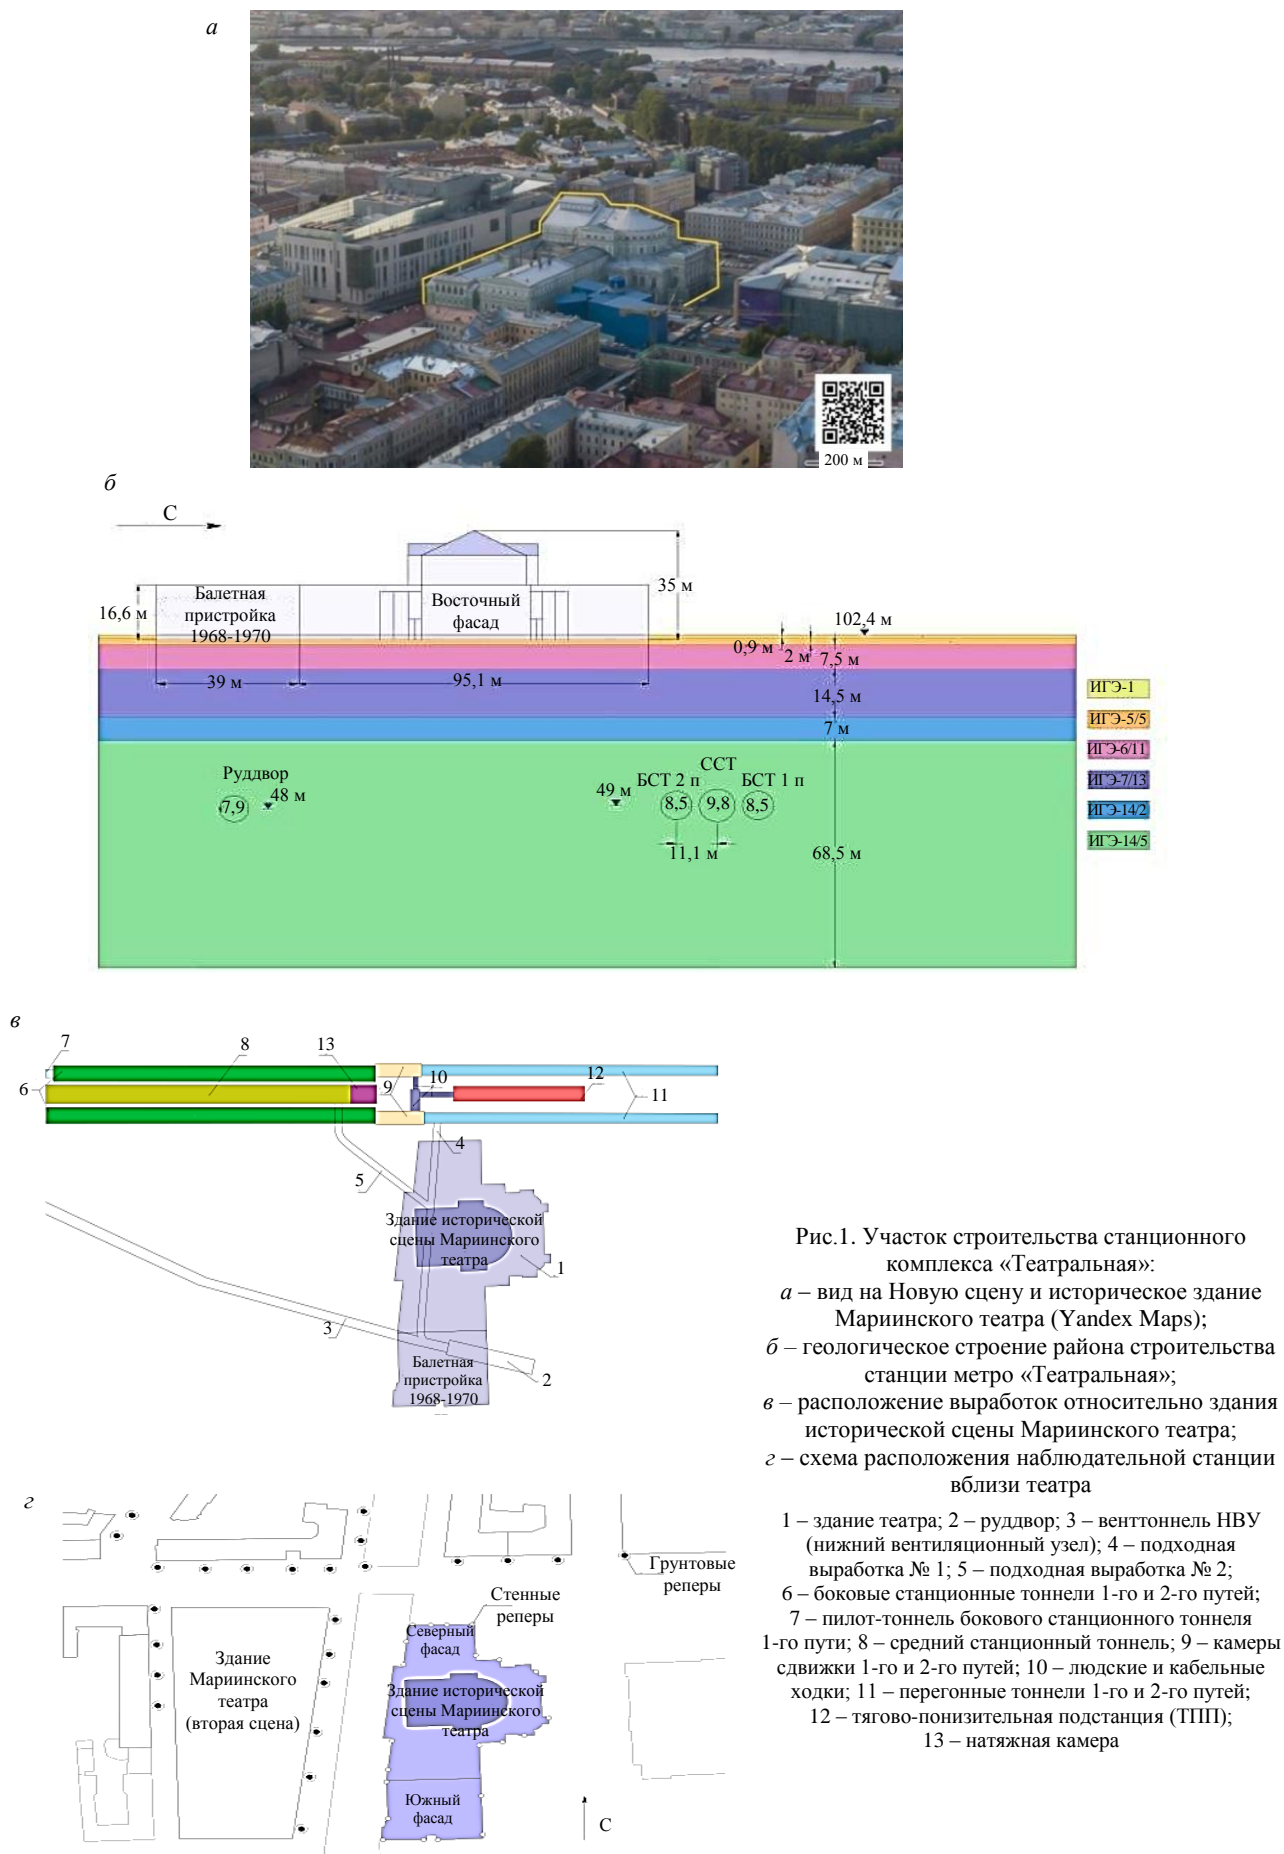 а
200 м
б
С
35 м
16,6 м
Балетная
пристройка
1968-1970
Восточный
фасад
102,4 м
0,9 м
2 м
7,5 м
39 м
95,1 м
14,5 м
7 м
ИГЭ-1
ИГЭ-5/5
ИГЭ-6/11
ИГЭ-7/13
ИГЭ-14/2
ИГЭ-14/5
Руддвор
7,9
48 м
49 м
ССТ
БСТ 2 п
БСТ 1 п
8,5
9,8
8,5
11,1 м
68,5 м
в
7
8
13
6
9
10
12
11
4
5
Здание исторической
сцены Мариинского
театра
1
3
Балетная
пристройка
1968-1970
2
Рис.1. Участок строительства станционного
комплекса «Театральная»:
а – вид на Новую сцену и историческое здание
Мариинского театра (Yandex Maps);
б – геологическое строение района строительства
станции метро «Театральная»;
в – расположение выработок относительно здания
исторической сцены Мариинского театра;
г – схема расположения наблюдательной станции
вблизи театра
1 – здание театра; 2 – руддвор; 3 – венттоннель НВУ
(нижний вентиляционный узел); 4 – подходная
выработка № 1; 5 – подходная выработка № 2;
6 – боковые станционные тоннели 1-го и 2-го путей;
7 – пилот-тоннель бокового станционного тоннеля
1-го пути; 8 – средний станционный тоннель; 9 – камеры
сдвижки 1-го и 2-го путей; 10 – людские и кабельные
ходки; 11 – перегонные тоннели 1-го и 2-го путей;
12 – тягово-понизительная подстанция (ТПП);
13 – натяжная камера
г
Грунтовые
реперы
Стенные
реперы
Северный
фасад
Здание
Мариинского
театра
(вторая сцена)
Здание исторической
сцены Мариинского
театра
Южный
фасад
С